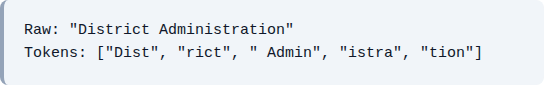 Raw: "District Administration"
Tokens: ["Dist", "rict", " Admin", "istra", "tion"]